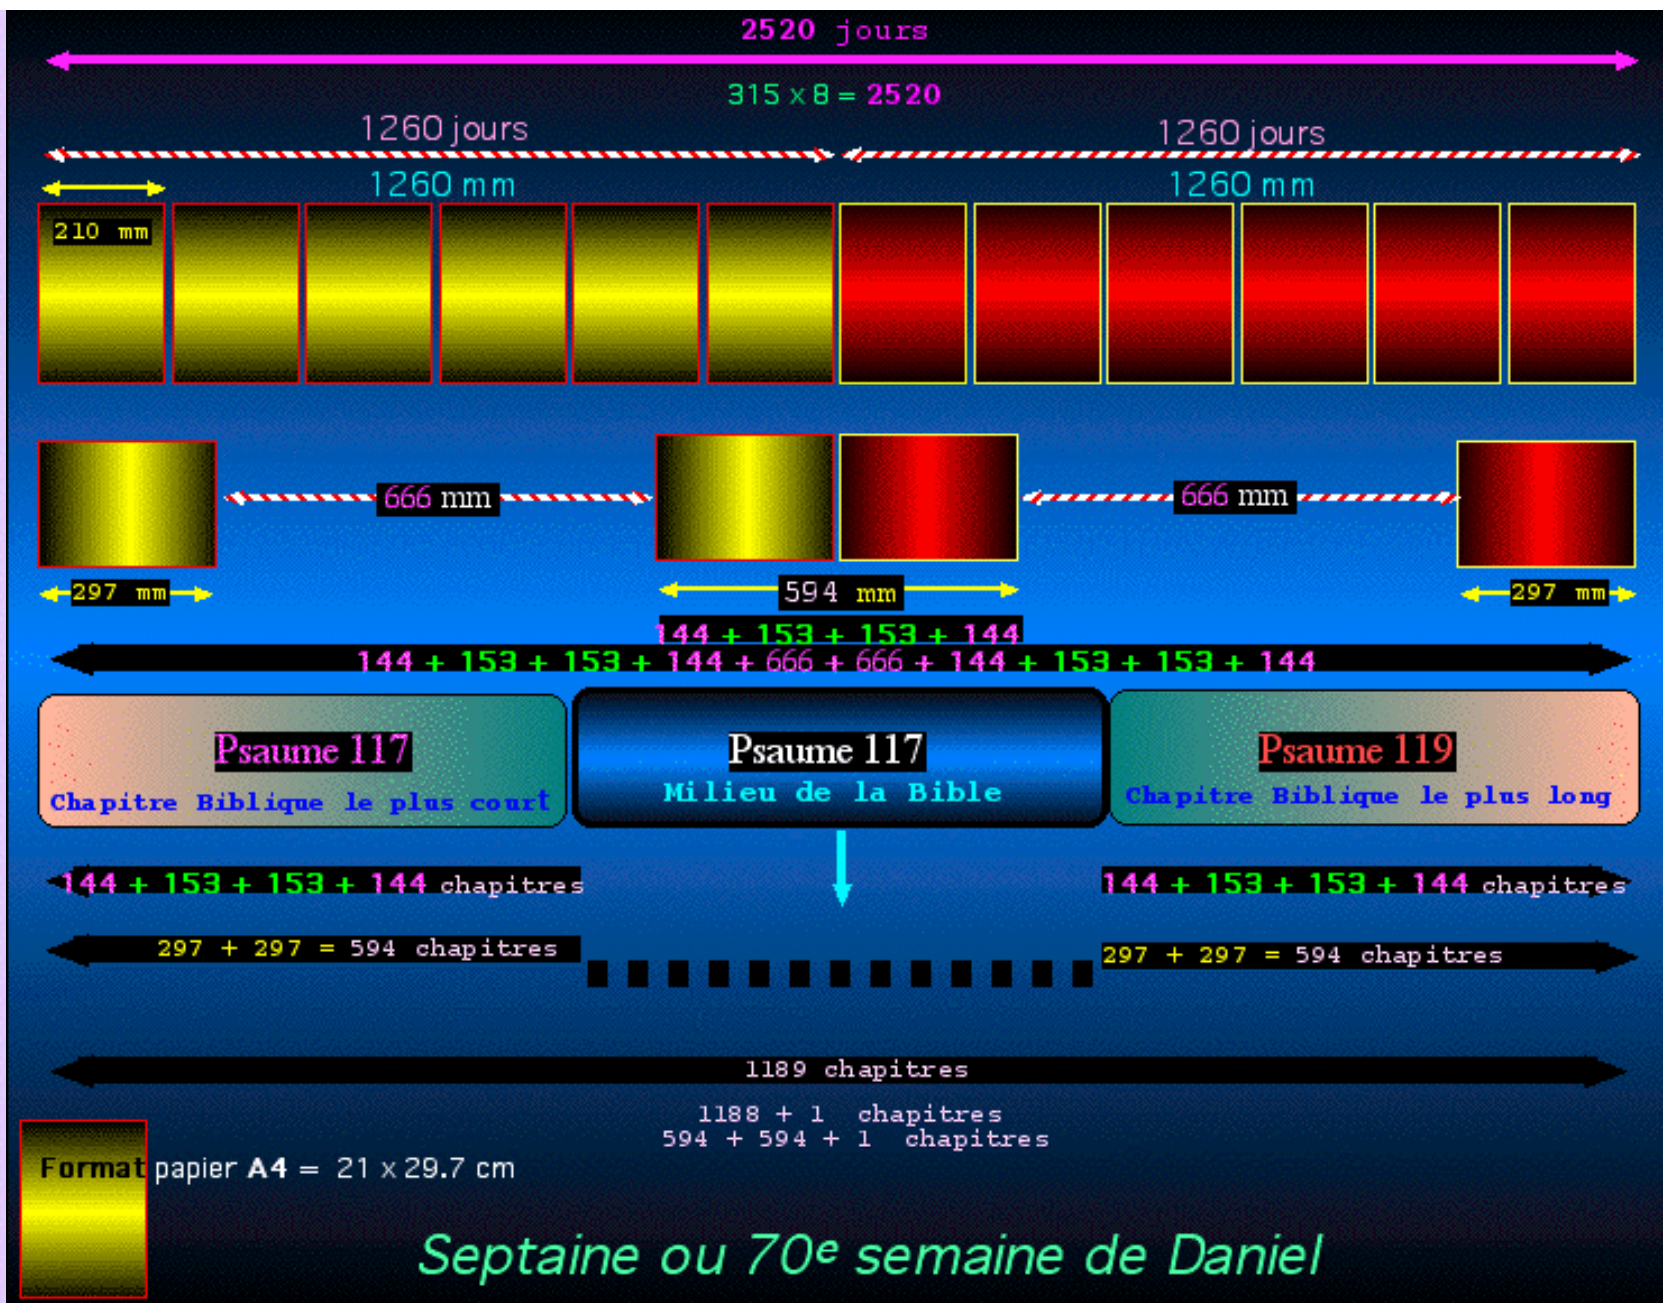 2520 jours
315 x 8 = 2520
1260 jours
1260 jours
1260 mm
1260 mm
210 mm
666 mm
666 mm
297 mm
594 mm
297 mm
144 + 153 + 153 + 144
144 + 153 + 153 + 144 + 666 + 666 + 144 + 153 + 153 + 144
Psaume 117
Chapitre Biblique le plus court
Psaume 117
Milieu de la Bible
Psaume 119
Chapitre Biblique le plus long
144 + 153 + 153 + 144 chapitres
144 + 153 + 153 + 144 chapitres
297 + 297 = 594 chapitres
297 + 297 = 594 chapitres
1189 chapitres
1188 + 1 chapitres
594 + 594 + 1 chapitres
Format papier A4 = 21 x 29.7 cm
Septaine ou 70e semaine de Daniel